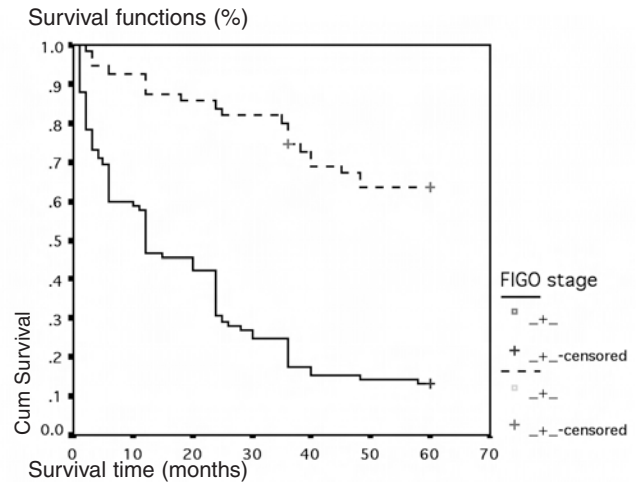 Survival functions (%)
1.0
.9
.8
.7
.6
.5
.4
.3
.2
.1
0.0
Cum Survival
0 10 20 30 40 50 60 70
Survival time (months)
FIGO stage
_+_
_+_-censored
_+_
_+_-censored